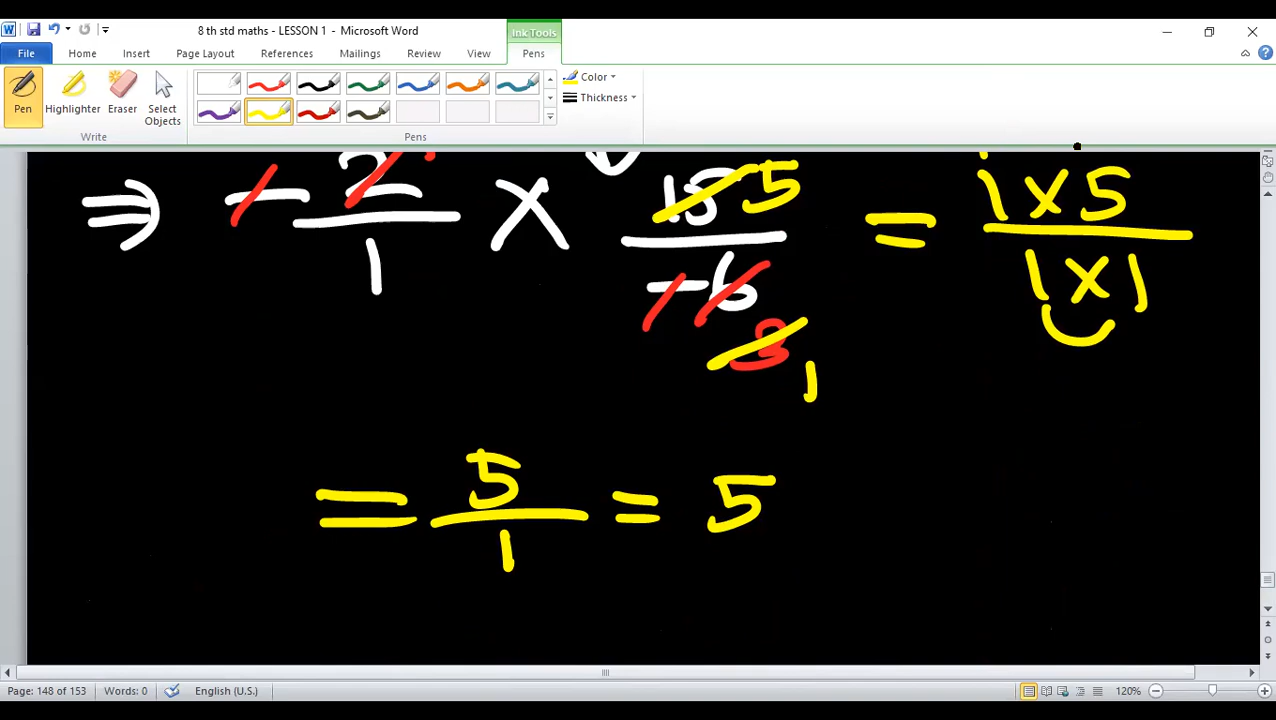 8 th std maths - LESSON 1 - Microsoft Word
Ink Tools
File Home Insert Page Layout References Mailings Review View Pens
Pen Highlighter Eraser Select Objects
Color
Thickness
Write Pens
⇒ -2/1 × 15/-6 = 1×5/1×1
5
3
1
= 5/1 = 5
Page: 148 of 153 Words: 0 English (U.S.) 120%